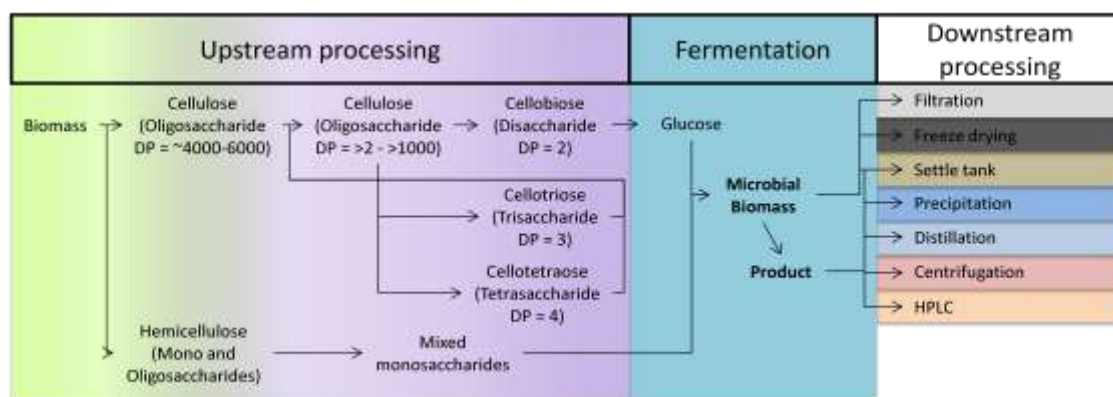 Upstream processing
Fermentation
Downstream
processing
Biomass
Cellulose
(Oligosaccharide
DP = ~4000-6000)
Cellulose
(Oligosaccharide
DP = >2 - >1000)
Cellobiose
(Disaccharide
DP = 2)
Glucose
Cellotriose
(Trisaccharide
DP = 3)
Cellotetraose
(Tetrasaccharide
DP = 4)
Hemicellulose
(Mono and
Oligosaccharides)
Mixed
monosaccharides
Microbial
Biomass
Product
Filtration
Freeze drying
Settle tank
Precipitation
Distillation
Centrifugation
HPLC